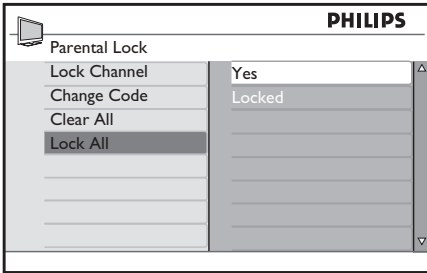 PHILIPS
Parental Lock
Lock Channel
Change Code
Clear All
Lock All
Yes
Locked